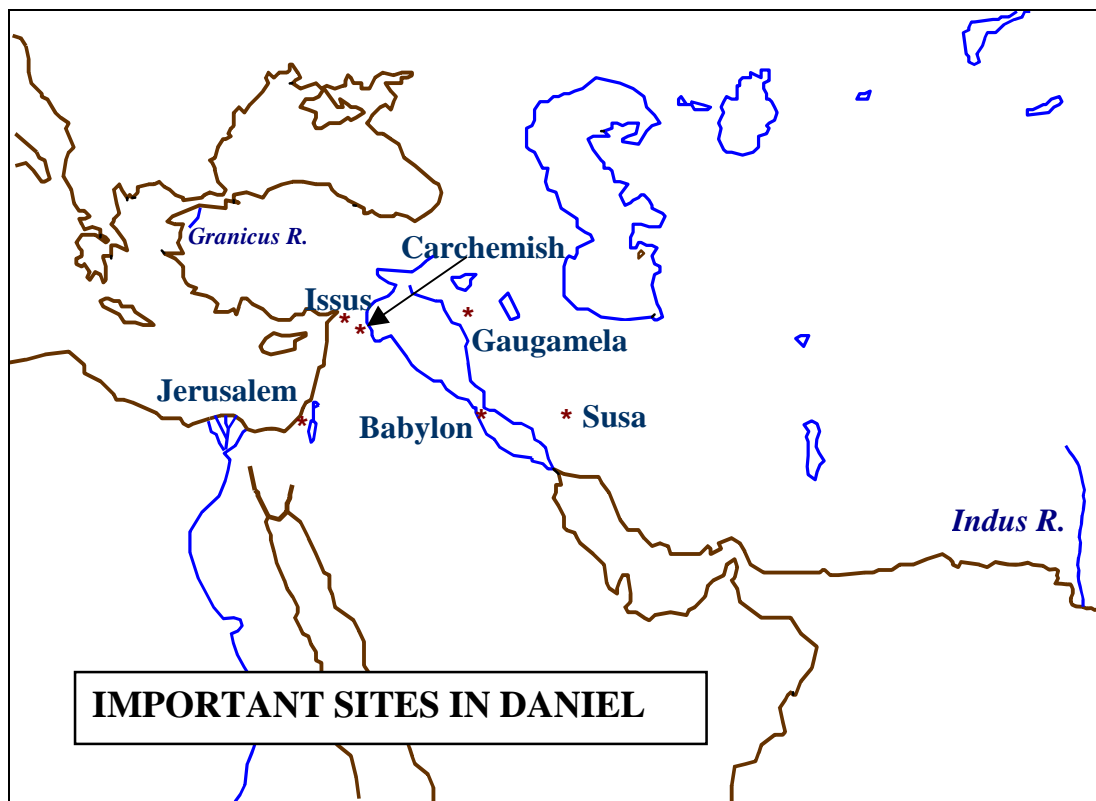 Granicus R.
Carchemish
Issus
Gaugamela
Jerusalem
Babylon
Susa
Indus R.
IMPORTANT SITES IN DANIEL